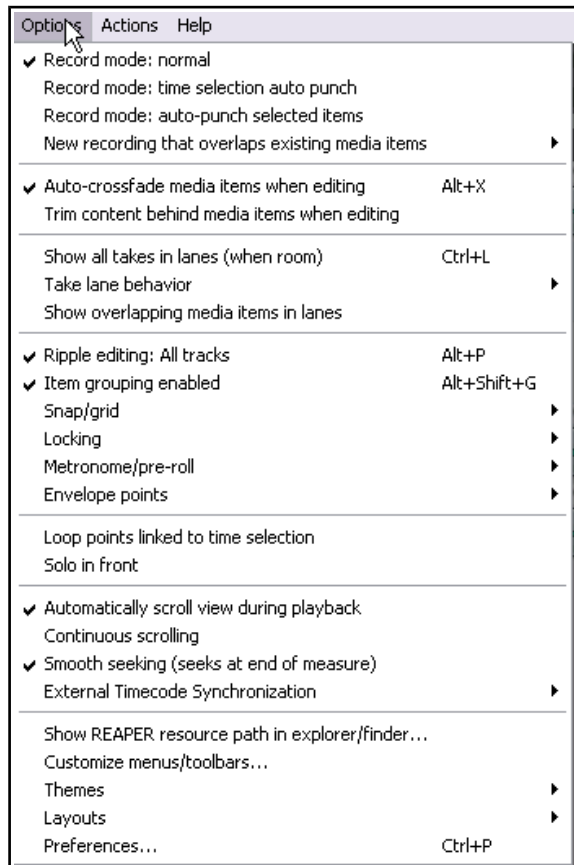 Options Actions Help
Record mode: normal
Record mode: time selection auto punch
Record mode: auto-punch selected items
New recording that overlaps existing media items
Auto-crossfade media items when editing Alt+X
Trim content behind media items when editing
Show all takes in lanes (when room) Ctrl+L
Take lane behavior
Show overlapping media items in lanes
Ripple editing: All tracks Alt+P
Item grouping enabled Alt+Shift+G
Snap/grid
Locking
Metronome/pre-roll
Envelope points
Loop points linked to time selection
Solo in front
Automatically scroll view during playback
Continuous scrolling
Smooth seeking (seeks at end of measure)
External Timecode Synchronization
Show REAPER resource path in explorer/finder...
Customize menus/toolbars...
Themes
Layouts
Preferences... Ctrl+P